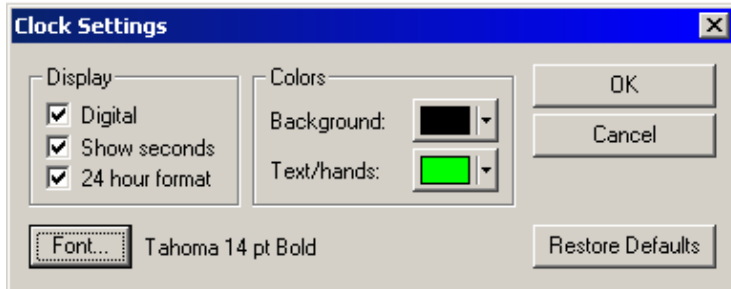 Clock Settings
Display
Digital
Show seconds
24 hour format
Colors
Background:
Text/hands:
OK
Cancel
Font... Tahoma 14 pt Bold
Restore Defaults